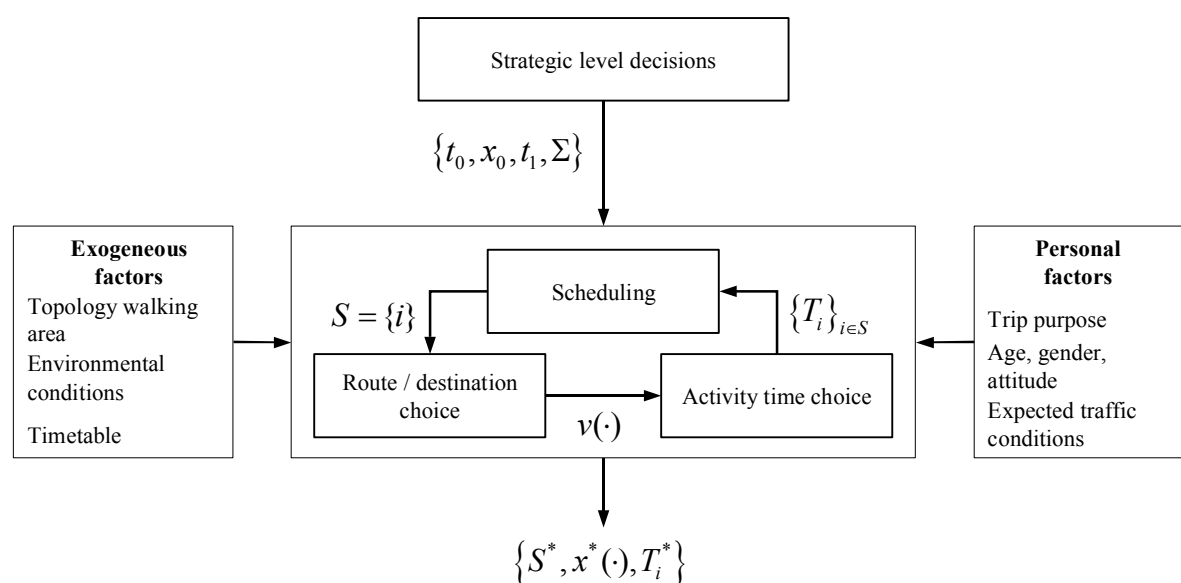 Strategic level decisions
{t₀, x₀, t₁, Σ}
Exogeneous
factors
Topology walking
area
Environmental
conditions
Timetable
Scheduling
S = {i}
{Tᵢ}ᵢ∈S
Route / destination
choice
v(·)
Activity time choice
Personal
factors
Trip purpose
Age, gender,
attitude
Expected traffic
conditions
{S*, x*(·), Tᵢ*}